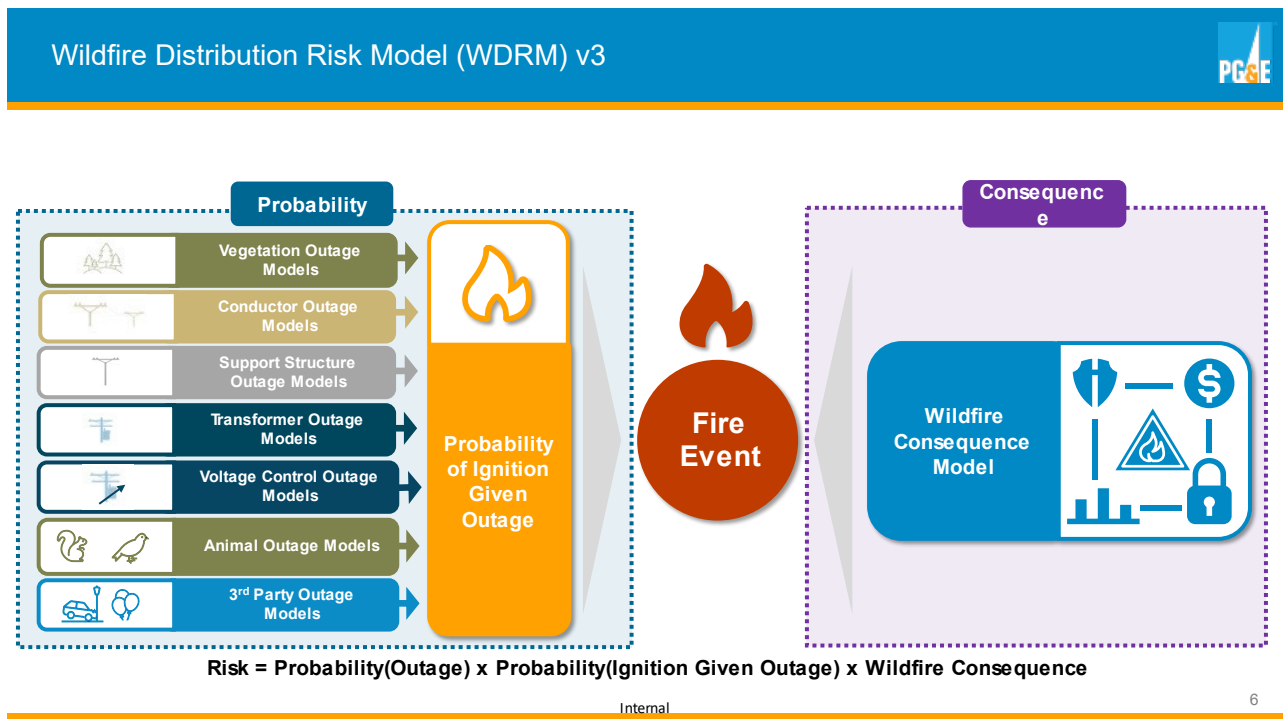 Wildfire Distribution Risk Model (WDRM) v3
PG&E
Probability
Vegetation Outage
Models
Conductor Outage
Models
Support Structure
Outage Models
Transformer Outage
Models
Voltage Control Outage
Models
Animal Outage Models
3rd Party Outage
Models
Probability
of Ignition
Given
Outage
Fire
Event
Consequenc
e
Wildfire
Consequence
Model
$
Risk = Probability(Outage) x Probability(Ignition Given Outage) x Wildfire Consequence
Internal
6